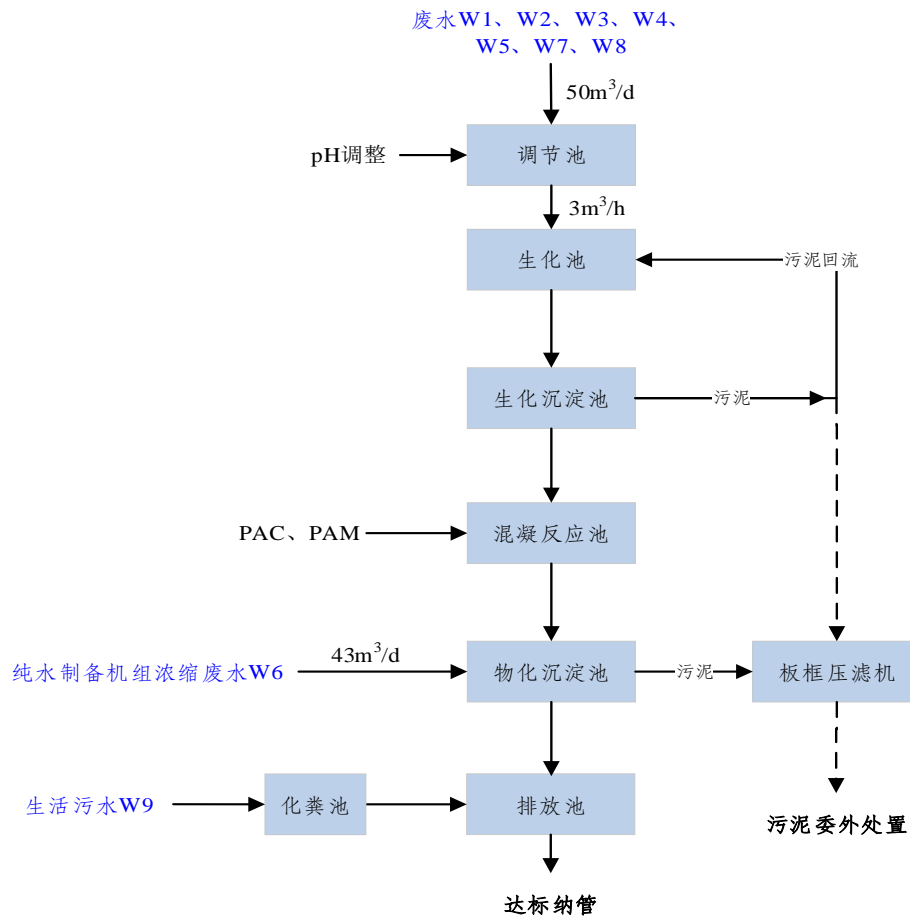 废水W1、W2、W3、W4、
W5、W7、W8
50m³/d
pH调整
调节池
3m³/h
生化池
污泥回流
生化沉淀池
污泥
PAC、PAM
混凝反应池
纯水制备机组浓缩废水W6
43m³/d
物化沉淀池
污泥
板框压滤机
生活污水W9
化粪池
排放池
污泥委外处置
达标纳管